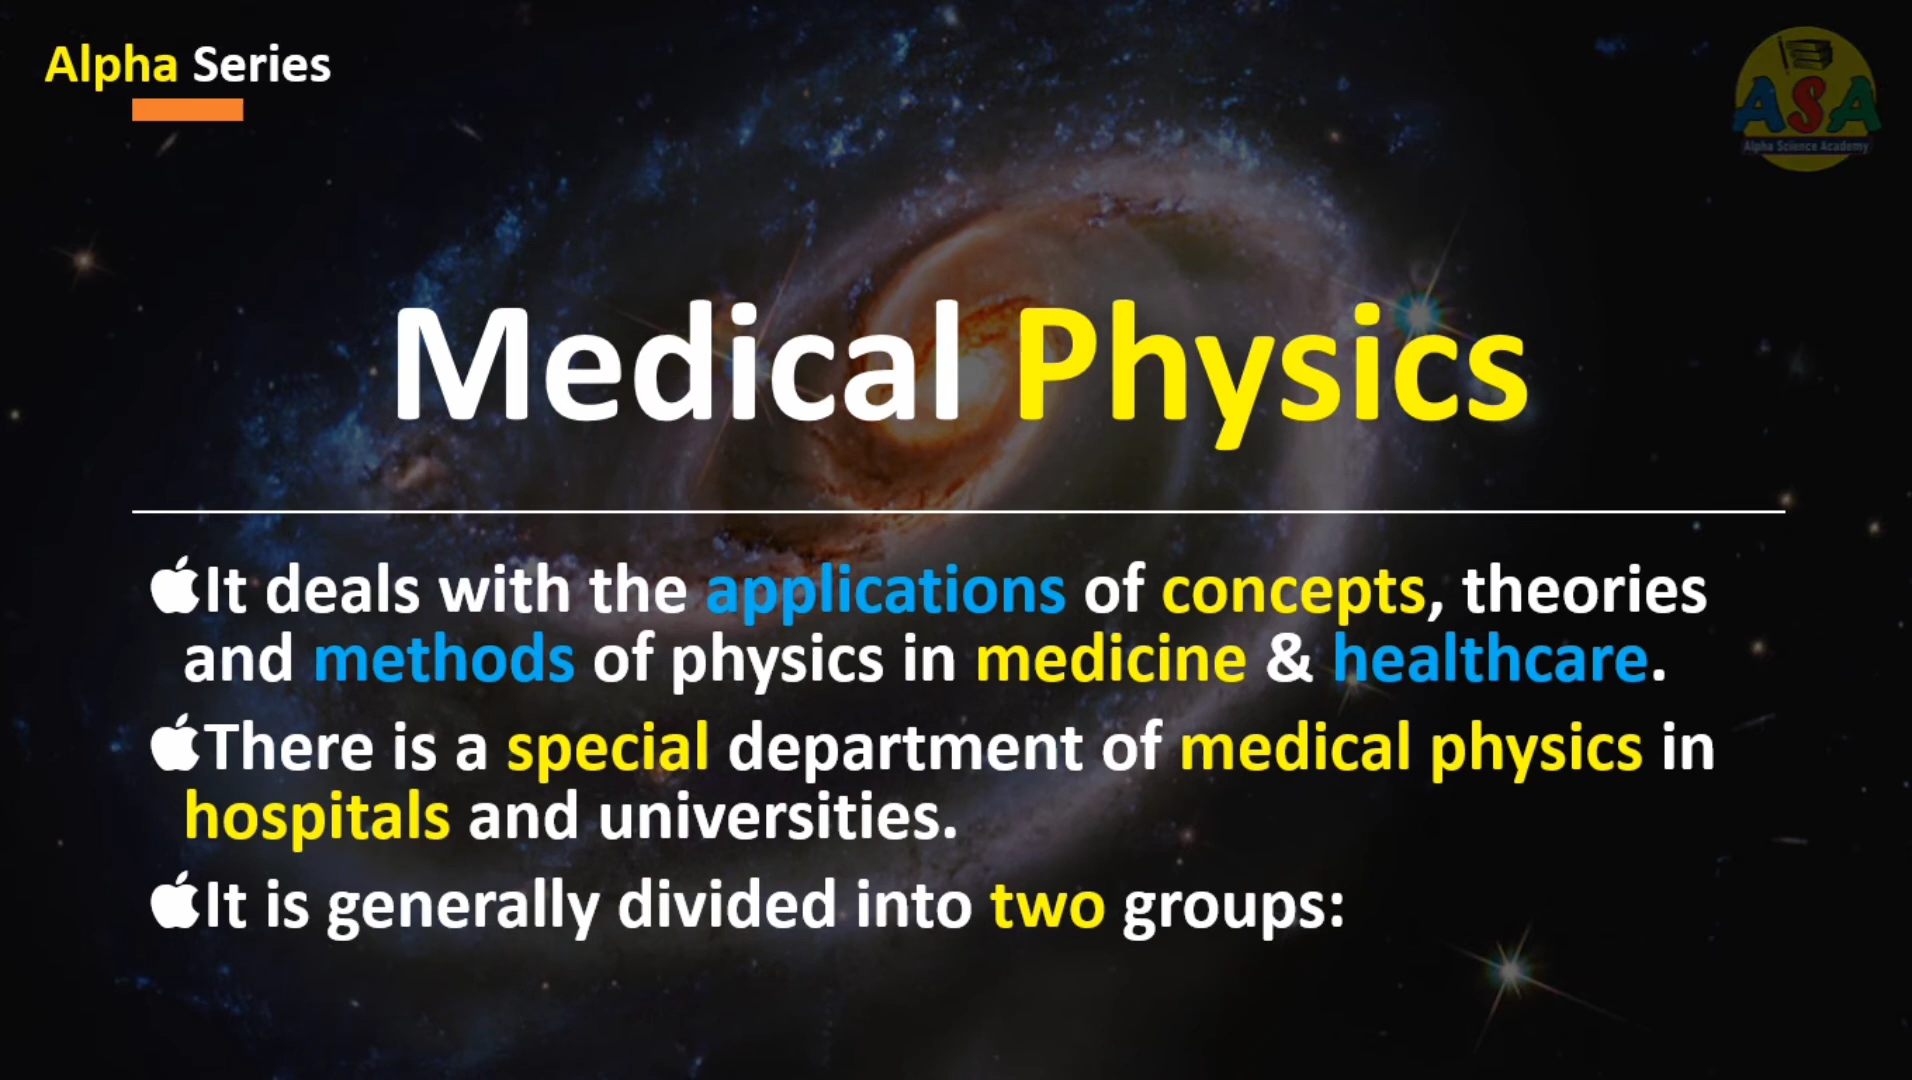 Alpha Series
ASA
Alpha Science Academy
Medical Physics
It deals with the applications of concepts, theories
and methods of physics in medicine & healthcare.
There is a special department of medical physics in
hospitals and universities.
It is generally divided into two groups: